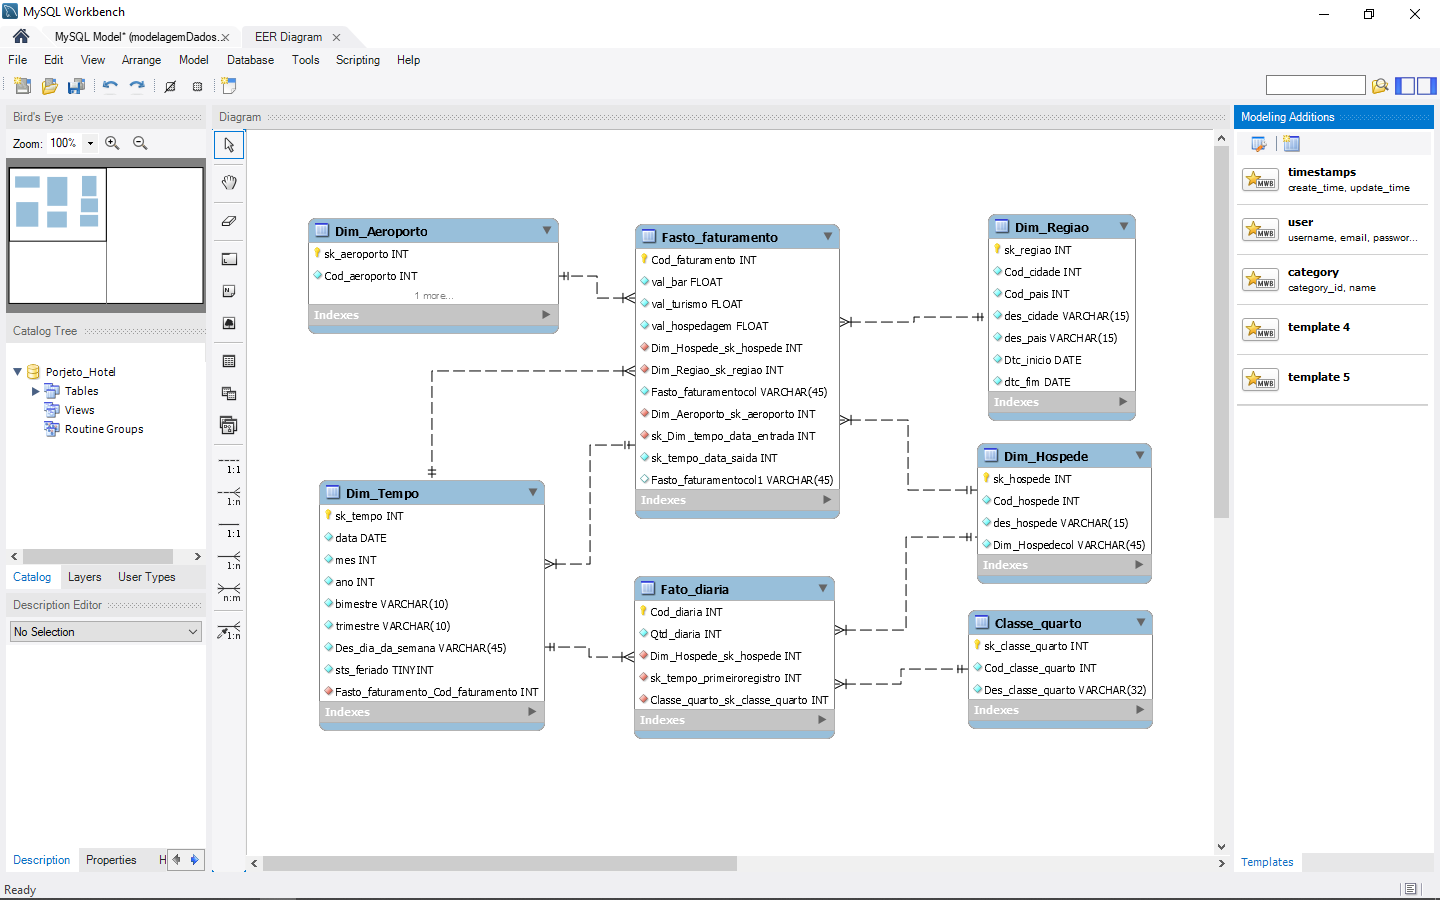 MySQL Workbench
MySQL Model* (modelagemDados...
EER Diagram
File Edit View Arrange Model Database Tools Scripting Help
Bird's Eye
Zoom: 100%
Catalog Tree
Porjeto_Hotel
Tables
Views
Routine Groups
Catalog Layers User Types
Description Editor
No Selection
Description Properties H
Ready
1:1
1:n
1:1
1:n
n:m
1:n
Diagram
Dim_Aeroporto
sk_aeroporto INT
Cod_aeroporto INT
1 more...
Indexes
Dim_Tempo
sk_tempo INT
data DATE
mes INT
ano INT
bimestre VARCHAR(10)
trimestre VARCHAR(10)
Des_dia_da_semana VARCHAR(45)
sts_feriado TINYINT
Fasto_faturamento_Cod_faturamento INT
Indexes
Fasto_faturamento
Cod_faturamento INT
val_bar FLOAT
val_turismo FLOAT
val_hospedagem FLOAT
Dim_Hospede_sk_hospede INT
Dim_Regiao_sk_regiao INT
Fasto_faturamentocol VARCHAR(45)
Dim_Aeroporto_sk_aeroporto INT
sk_Dim_tempo_data_entrada INT
sk_tempo_data_saida INT
Fasto_faturamentocol1 VARCHAR(45)
Indexes
Fato_diaria
Cod_diaria INT
Qtd_diaria INT
Dim_Hospede_sk_hospede INT
sk_tempo_primeiroregistro INT
Classe_quarto_sk_classe_quarto INT
Indexes
Dim_Regiao
sk_regiao INT
Cod_cidade INT
Cod_pais INT
des_cidade VARCHAR(15)
des_pais VARCHAR(15)
Dtc_inicio DATE
dtc_fim DATE
Indexes
Dim_Hospede
sk_hospede INT
Cod_hospede INT
des_hospede VARCHAR(15)
Dim_Hospedecol VARCHAR(45)
Indexes
Classe_quarto
sk_classe_quarto INT
Cod_classe_quarto INT
Des_classe_quarto VARCHAR(32)
Indexes
Modeling Additions
MWB
timestamps
create_time, update_time
MWB
user
username, email, passwor...
MWB
category
category_id, name
MWB
template 4
MWB
template 5
Templates